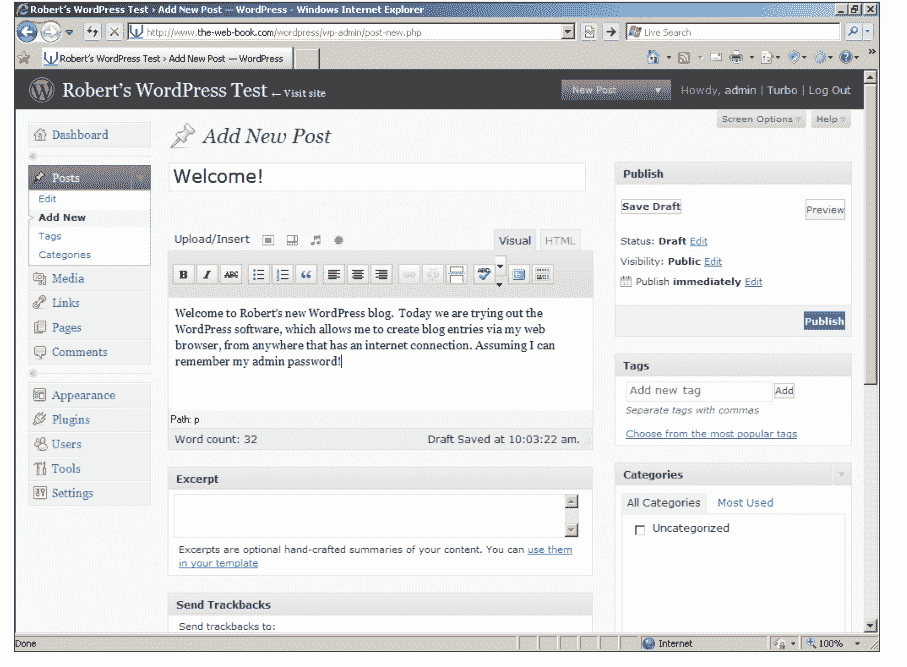 Robert's WordPress Test › Add New Post — WordPress - Windows Internet Explorer
http://www.the-web-book.com/wordpress/wp-admin/post-new.php
Live Search
Robert's WordPress Test › Add New Post — WordPress
Robert's WordPress Test ← Visit site
New Post
Howdy, admin | Turbo | Log Out
Screen Options
Help
Dashboard
Posts
Edit
Add New
Tags
Categories
Media
Links
Pages
Comments
Appearance
Plugins
Users
Tools
Settings
Add New Post
Welcome!
Upload/Insert
Visual
HTML
B I ABC
ABC
Welcome to Robert's new WordPress blog. Today we are trying out the
WordPress software, which allows me to create blog entries via my web
browser, from anywhere that has an internet connection. Assuming I can
remember my admin password!
Path: p
Word count: 32
Draft Saved at 10:03:22 am.
Excerpt
Excerpts are optional hand-crafted summaries of your content. You can use them
in your template
Send Trackbacks
Send trackbacks to:
Publish
Save Draft
Preview
Status: Draft Edit
Visibility: Public Edit
Publish immediately Edit
Publish
Tags
Add new tag
Add
Separate tags with commas
Choose from the most popular tags
Categories
All Categories
Most Used
Uncategorized
Done
Internet
100%